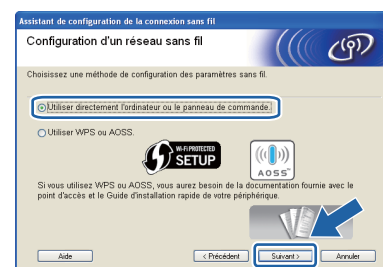 Assistant de configuration de la connexion sans fil
Configuration d'un réseau sans fil
Choisissez une méthode de configuration des paramètres sans fil.
Utiliser directement l'ordinateur ou le panneau de commande.
Utiliser WPS ou AOSS.
WI-FI PROTECTED
SETUP
AOSS
Si vous utilisez WPS ou AOSS, vous aurez besoin de la documentation fournie avec le
point d'accès et le Guide d'installation rapide de votre périphérique.
Aide
< Précédent
Suivant >
Annuler